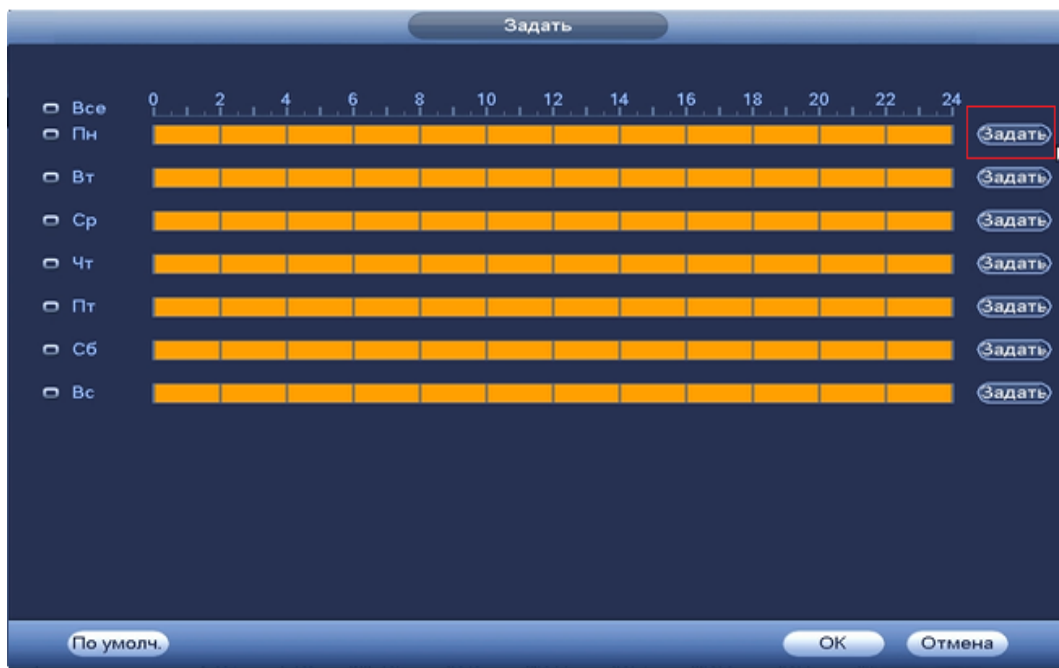 Задать
0 2 4 6 8 10 12 14 16 18 20 22 24
Все
Пн Задать
Вт Задать
Ср Задать
Чт Задать
Пт Задать
Сб Задать
Вс Задать
По умолч. OK Отмена